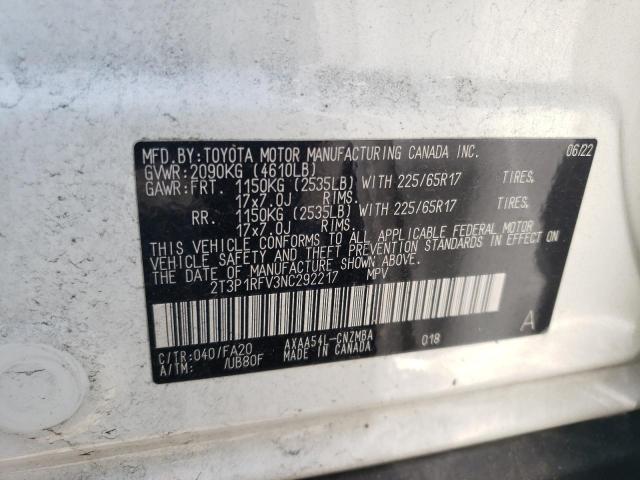 MFD.BY:TOYOTA MOTOR MANUFACTURING CANADA INC. 06/22
GVWR:2090KG (4610LB)
GAWR:FRT. 1150KG (2535LB) WITH 225/65R17 TIRES,
17x7.0J RIMS.
RR. 1150KG (2535LB) WITH 225/65R17 TIRES,
17x7.0J RIMS.
THIS VEHICLE CONFORMS TO ALL APPLICABLE FEDERAL MOTOR
VEHICLE SAFETY AND THEFT PREVENTION STANDARDS IN EFFECT ON
THE DATE OF MANUFACTURE SHOWN ABOVE.
2T3P1RFV3NC292217 MPV
C/TR:040/FA20 AXAA54L-CNZMBA 018 A
A/TM: /UB80F MADE IN CANADA